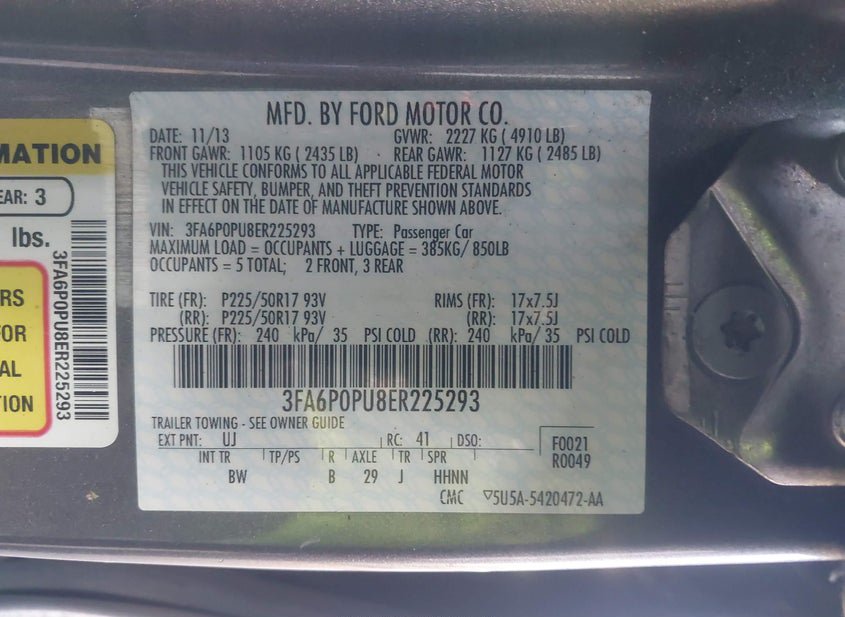 MATION
EAR: 3
lbs.
RS
FOR
AL
TION
3FA6P0PU8ER225293
MFD. BY FORD MOTOR CO.
DATE: 11/13 GVWR: 2227 KG ( 4910 LB)
FRONT GAWR: 1105 KG ( 2435 LB) REAR GAWR: 1127 KG ( 2485 LB)
THIS VEHICLE CONFORMS TO ALL APPLICABLE FEDERAL MOTOR
VEHICLE SAFETY, BUMPER, AND THEFT PREVENTION STANDARDS
IN EFFECT ON THE DATE OF MANUFACTURE SHOWN ABOVE.
VIN: 3FA6P0PU8ER225293 TYPE: Passenger Car
MAXIMUM LOAD = OCCUPANTS + LUGGAGE = 385KG/ 850LB
OCCUPANTS = 5 TOTAL; 2 FRONT, 3 REAR
TIRE (FR): P225/50R17 93V RIMS (FR): 17x7.5J
(RR): P225/50R17 93V (RR): 17x7.5J
PRESSURE (FR): 240 kPa/ 35 PSI COLD (RR): 240 kPa/ 35 PSI COLD
3FA6P0PU8ER225293
TRAILER TOWING - SEE OWNER GUIDE
EXT PNT: UJ RC: 41 DSO: F0021
R0049
INT TR TP/PS R AXLE TR SPR
BW B 29 J HHNN
CMC ▽5U5A-5420472-AA